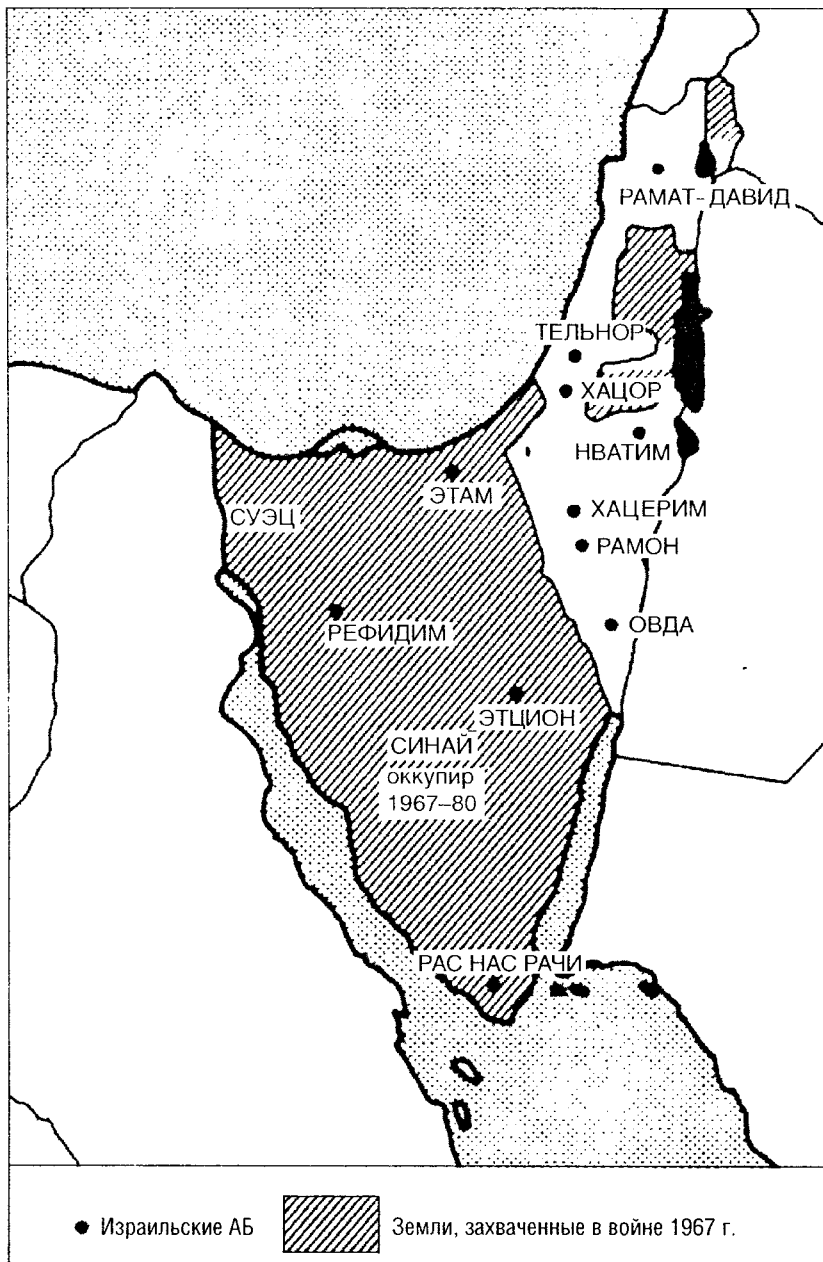 РАМАТ-ДАВИД
ТЕЛЬНОР
ХАЦОР
НВАТИМ
ЭТАМ
СУЭЦ
ХАЦЕРИМ
РАМОН
РЕФИДИМ
ОВДА
ЭТЦИОН
СИНАЙ
оккупир
1967–80
РАС НАС РАЧИ
Израильские АБ
Земли, захваченные в войне 1967 г.